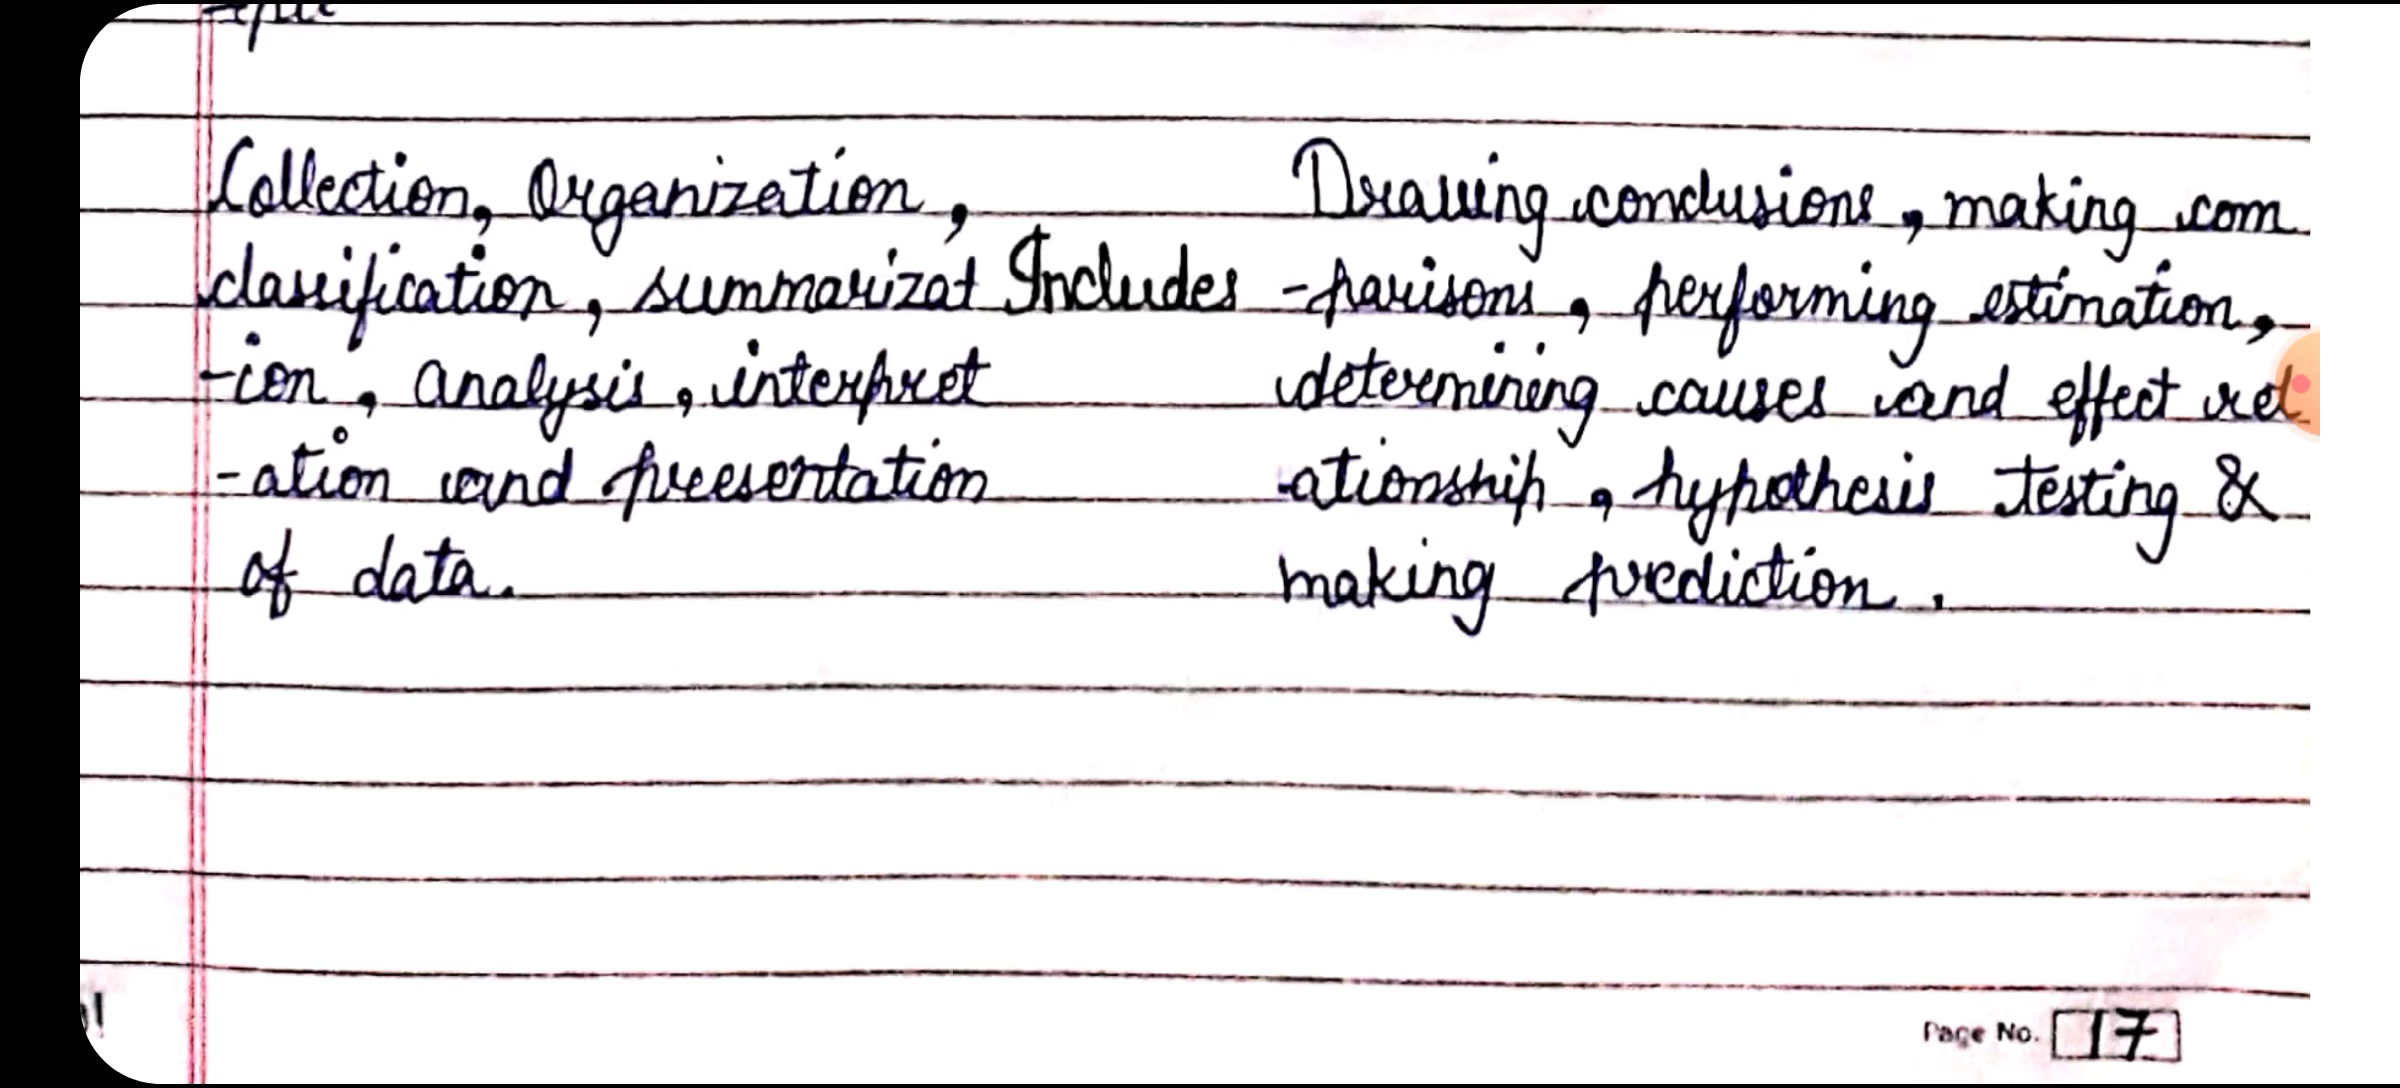 Collection, Organization,
classification, summarizat
-ion, analysis, interpret
-ation and preesentation
of data.
Includes
Drawing conclusions, making com
-parisons, performing estimation,
determining causes and effect rel
-ationship, hypothesis testing &
making prediction.
Page No. 17